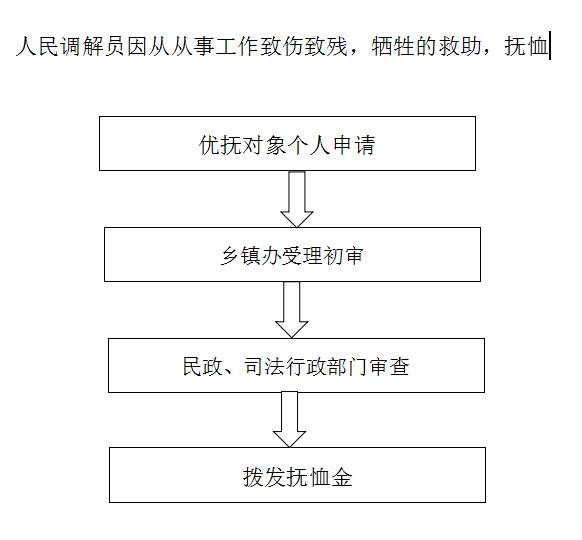 人民调解员因从从事工作致伤致残，牺牲的救助，抚恤
优抚对象个人申请
乡镇办受理初审
民政、司法行政部门审查
拨发抚恤金